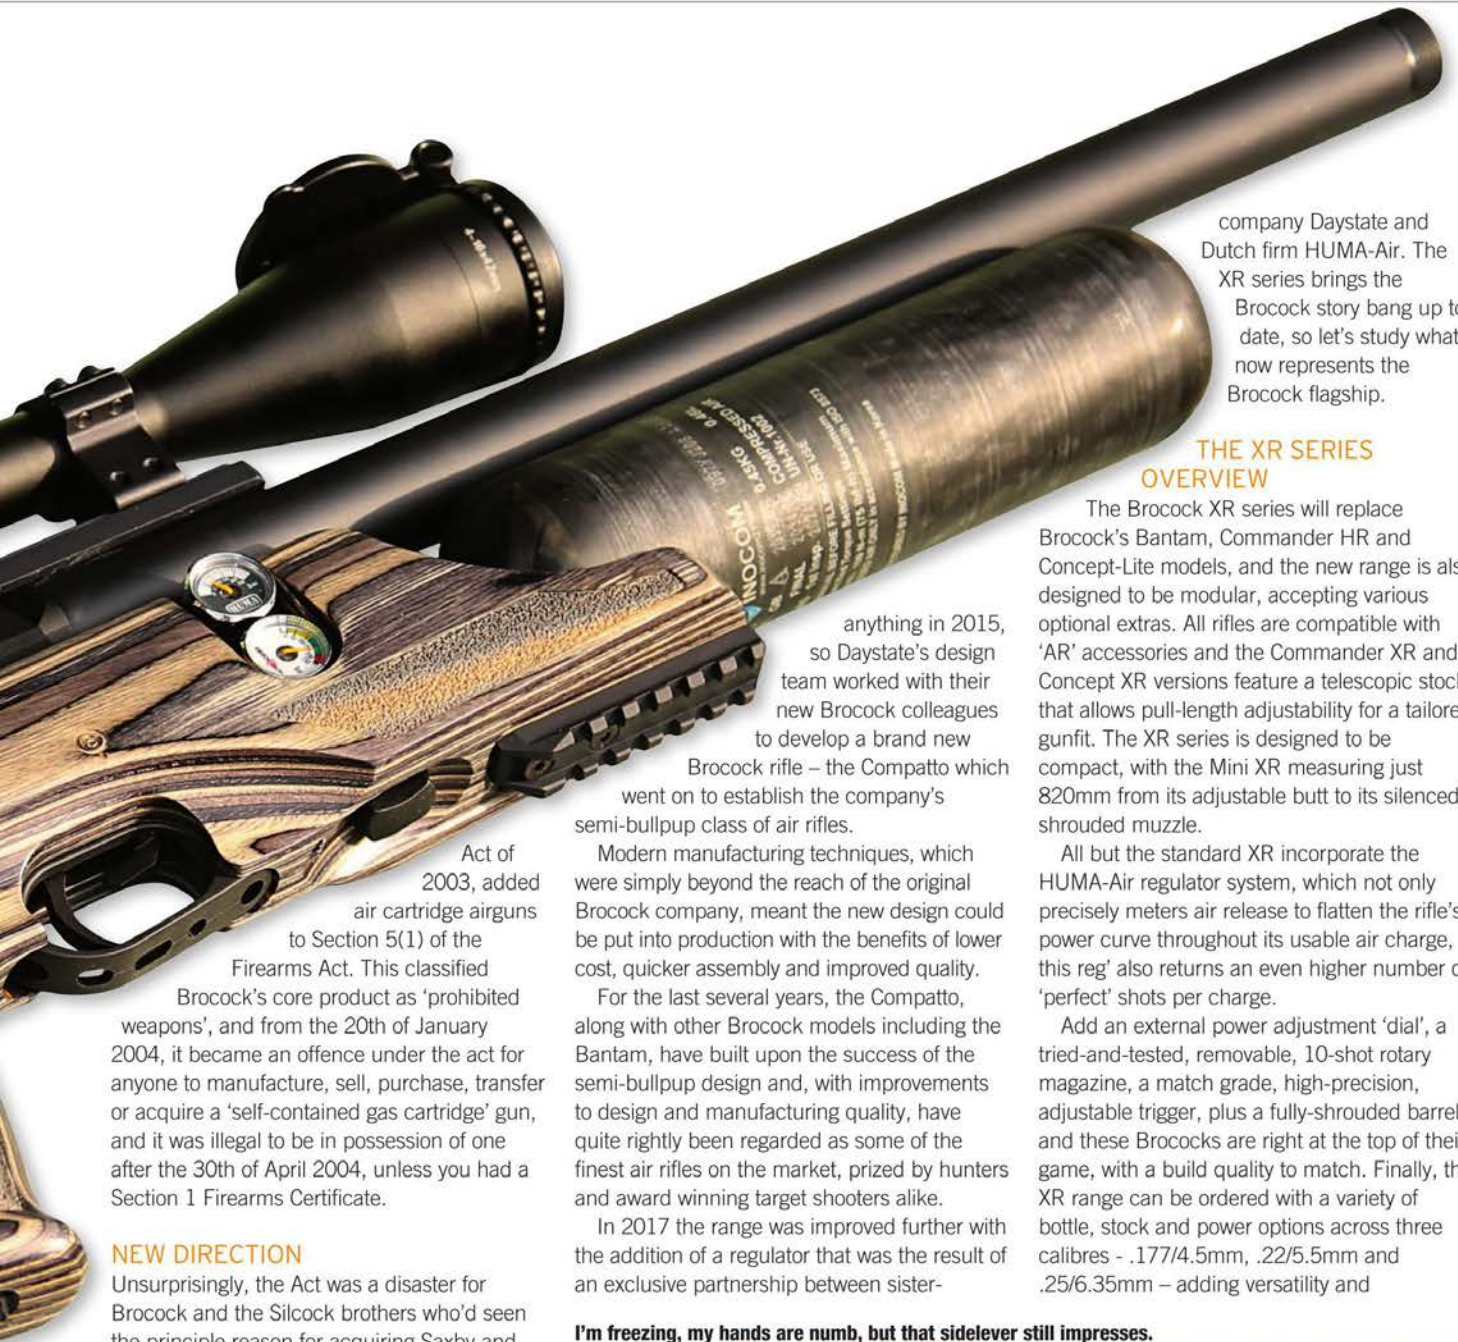 4-16x42
HUMA
INOCOM
0.45KG
0.48L
COMPRESSED AIR
UN-Nr. 1002
FINAL
Act of
2003, added
air cartridge airguns
to Section 5(1) of the
Firearms Act. This classified
Brocock's core product as 'prohibited
weapons', and from the 20th of January
2004, it became an offence under the act for
anyone to manufacture, sell, purchase, transfer
or acquire a 'self-contained gas cartridge' gun,
and it was illegal to be in possession of one
after the 30th of April 2004, unless you had a
Section 1 Firearms Certificate.
NEW DIRECTION
Unsurprisingly, the Act was a disaster for
Brocock and the Silcock brothers who'd seen
the principle reason for acquiring Saxby and
anything in 2015,
so Daystate's design
team worked with their
new Brocock colleagues
to develop a brand new
Brocock rifle – the Compatto which
went on to establish the company's
semi-bullpup class of air rifles.
Modern manufacturing techniques, which
were simply beyond the reach of the original
Brocock company, meant the new design could
be put into production with the benefits of lower
cost, quicker assembly and improved quality.
For the last several years, the Compatto,
along with other Brocock models including the
Bantam, have built upon the success of the
semi-bullpup design and, with improvements
to design and manufacturing quality, have
quite rightly been regarded as some of the
finest air rifles on the market, prized by hunters
and award winning target shooters alike.
In 2017 the range was improved further with
the addition of a regulator that was the result of
an exclusive partnership between sister-
I'm freezing, my hands are numb, but that sidelever still impresses.
company Daystate and
Dutch firm HUMA-Air. The
XR series brings the
Brocock story bang up to
date, so let's study what
now represents the
Brocock flagship.
THE XR SERIES
OVERVIEW
The Brocock XR series will replace
Brocock's Bantam, Commander HR and
Concept-Lite models, and the new range is als
designed to be modular, accepting various
optional extras. All rifles are compatible with
'AR' accessories and the Commander XR and
Concept XR versions feature a telescopic stoc
that allows pull-length adjustability for a tailore
gunfit. The XR series is designed to be
compact, with the Mini XR measuring just
820mm from its adjustable butt to its silenced
shrouded muzzle.
All but the standard XR incorporate the
HUMA-Air regulator system, which not only
precisely meters air release to flatten the rifle's
power curve throughout its usable air charge,
this reg' also returns an even higher number o
'perfect' shots per charge.
Add an external power adjustment 'dial', a
tried-and-tested, removable, 10-shot rotary
magazine, a match grade, high-precision,
adjustable trigger, plus a fully-shrouded barrel
and these Brococks are right at the top of thei
game, with a build quality to match. Finally, th
XR range can be ordered with a variety of
bottle, stock and power options across three
calibres - .177/4.5mm, .22/5.5mm and
.25/6.35mm – adding versatility and